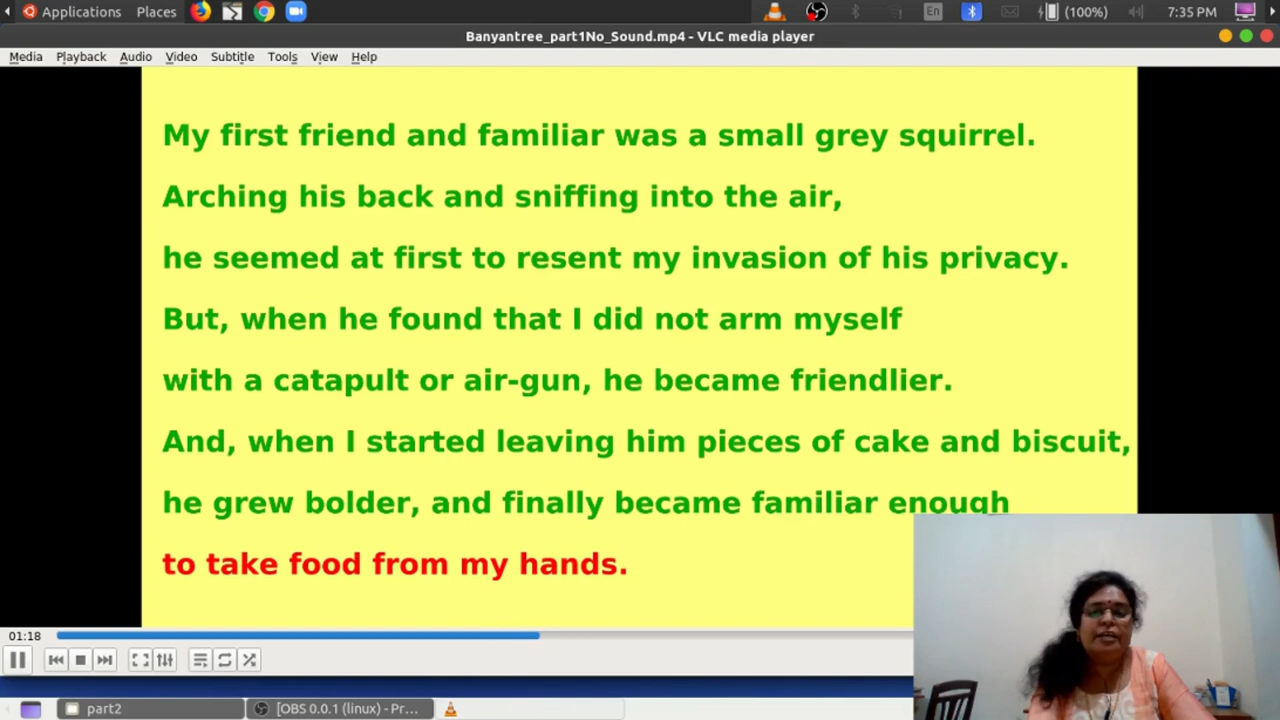 Applications Places En (100%) 7:35 PM
Banyantree_part1No_Sound.mp4 - VLC media player
Media Playback Audio Video Subtitle Tools View Help
My first friend and familiar was a small grey squirrel.
Arching his back and sniffing into the air,
he seemed at first to resent my invasion of his privacy.
But, when he found that I did not arm myself
with a catapult or air-gun, he became friendlier.
And, when I started leaving him pieces of cake and biscuit,
he grew bolder, and finally became familiar enough
to take food from my hands.
01:18
part2 [OBS 0.0.1 (linux) - Pr...